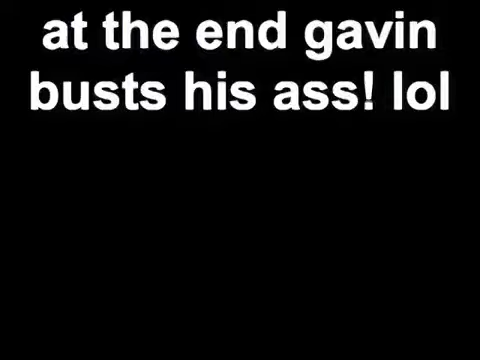 at the end gavin
busts his ass! lol